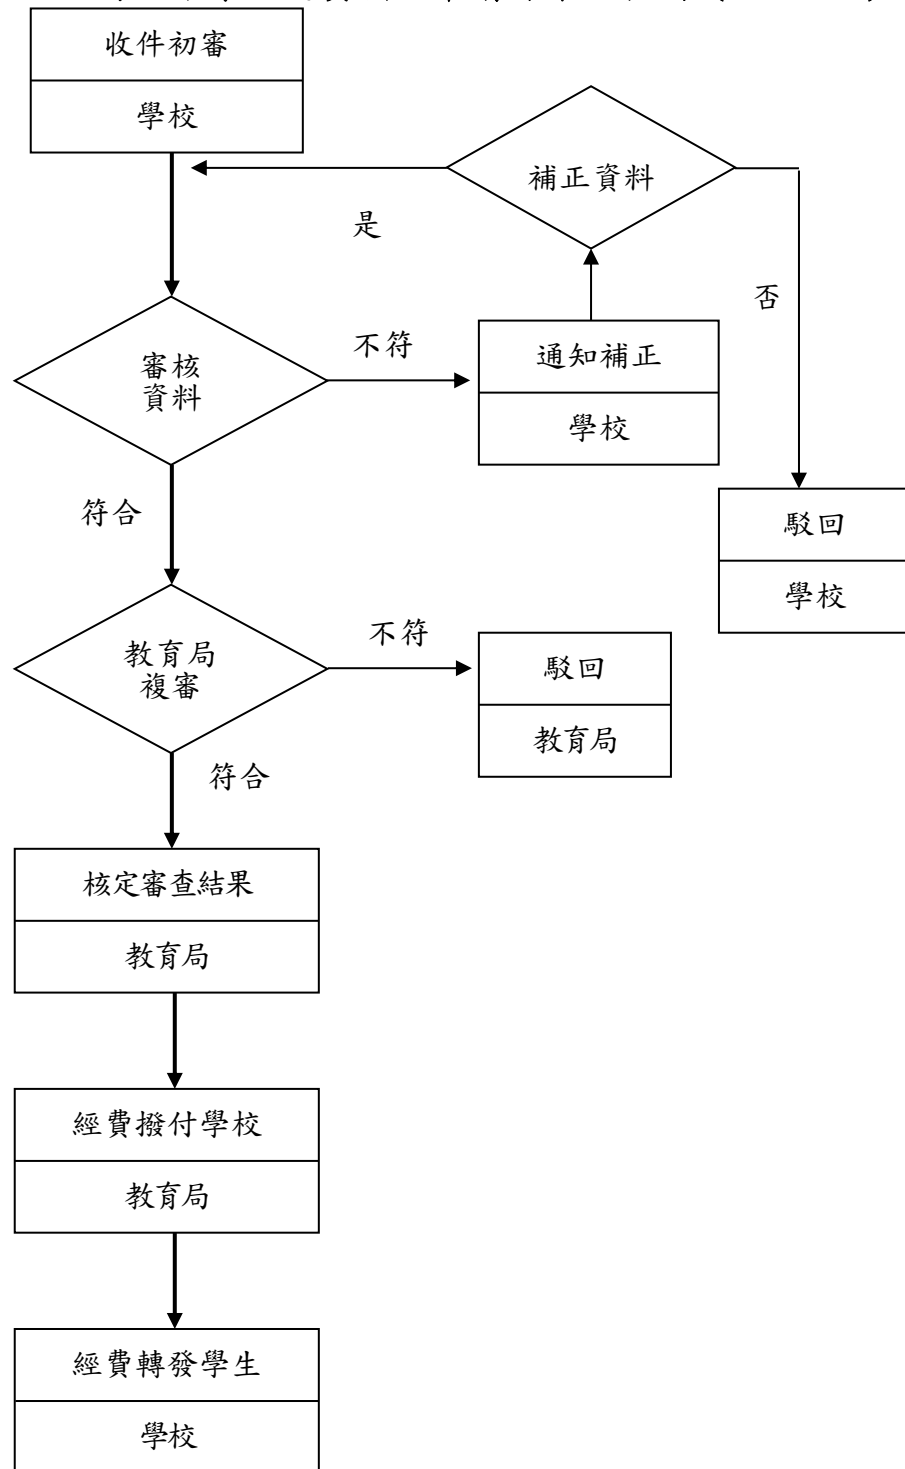 收件初審
學校
補正資料
是
否
審核
資料
不符
通知補正
學校
符合
駁回
學校
教育局
複審
不符
駁回
教育局
符合
核定審查結果
教育局
經費撥付學校
教育局
經費轉發學生
學校